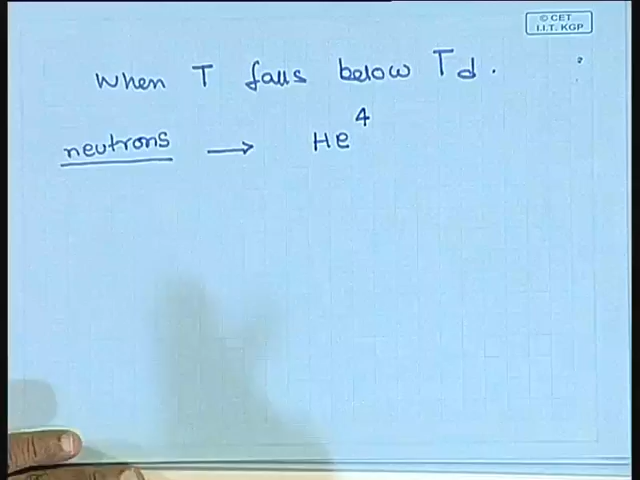 © CET
I.I.T. KGP
When T falls below Td.
neutrons → He⁴